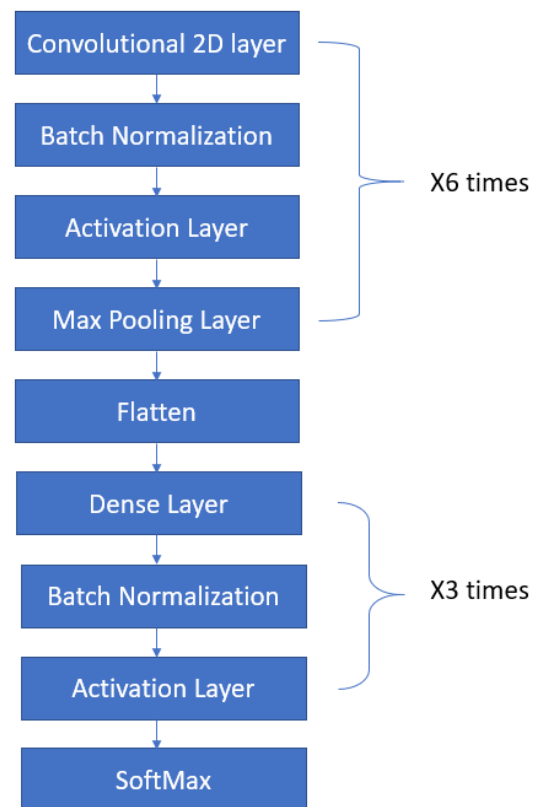 Convolutional 2D layer
Batch Normalization
Activation Layer
Max Pooling Layer
X6 times
Flatten
Dense Layer
Batch Normalization
Activation Layer
X3 times
SoftMax